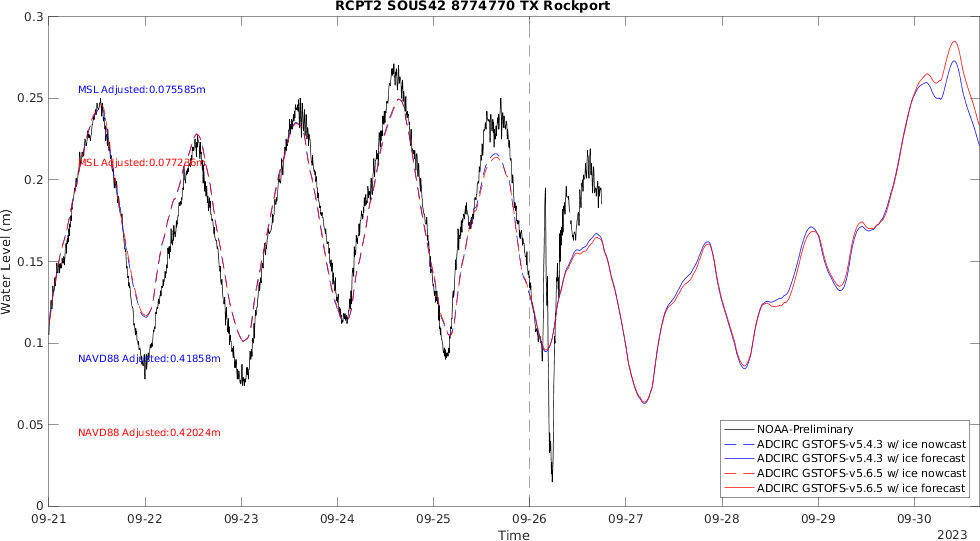 RCPT2 SOUS42 8774770 TX Rockport
0.3
0.25
0.2
0.15
0.1
0.05
0
Water Level (m)
MSL Adjusted:0.075585m
MSL Adjusted:0.077236m
NAVD88 Adjusted:0.41858m
NAVD88 Adjusted:0.42024m
NOAA-Preliminary
ADCIRC GSTOFS-v5.4.3 w/ ice nowcast
ADCIRC GSTOFS-v5.4.3 w/ ice forecast
ADCIRC GSTOFS-v5.6.5 w/ ice nowcast
ADCIRC GSTOFS-v5.6.5 w/ ice forecast
09-21 09-22 09-23 09-24 09-25 09-26 09-27 09-28 09-29 09-30
Time 2023